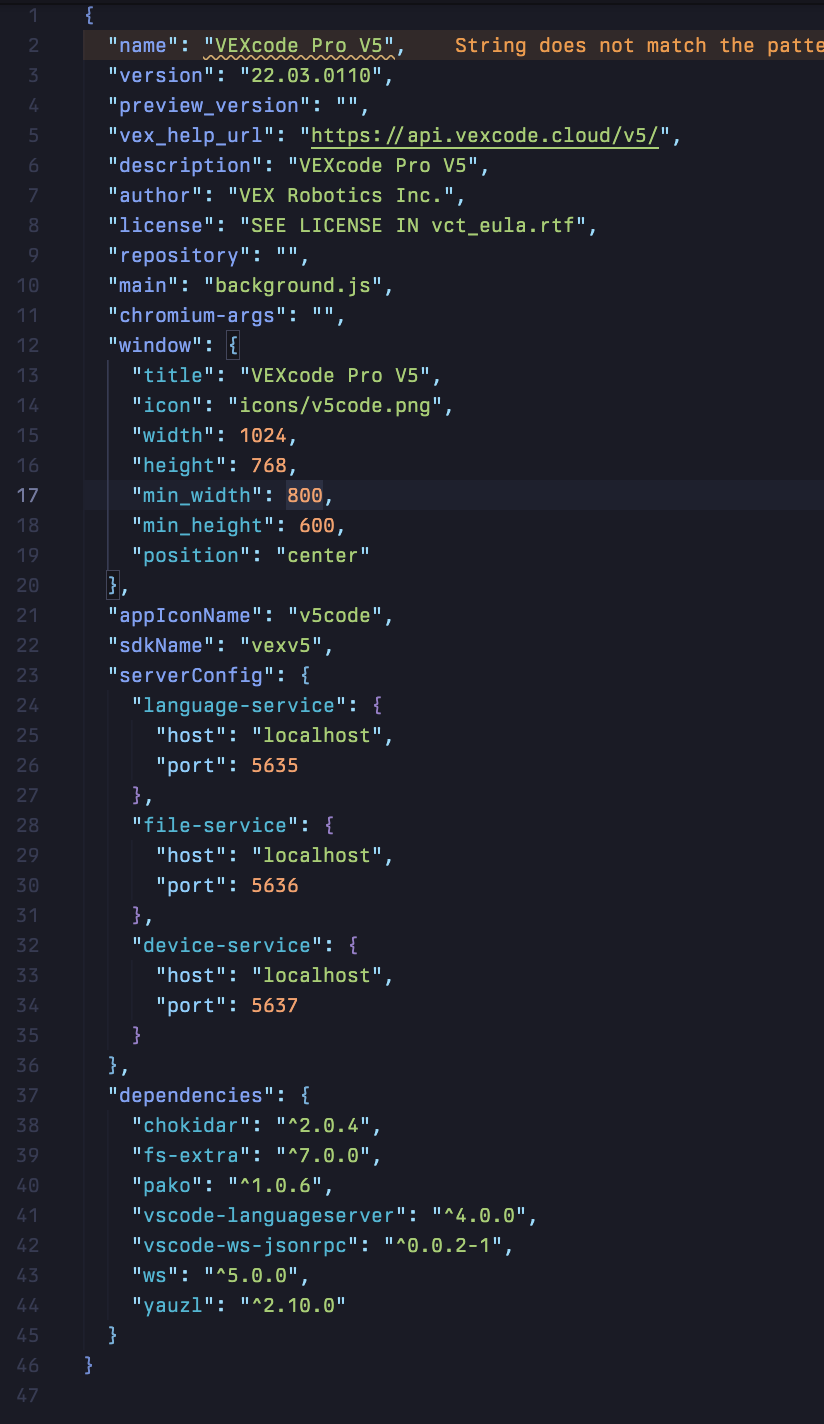 1 {
2 "name": "VEXcode Pro V5", String does not match the patte
3 "version": "22.03.0110",
4 "preview_version": "",
5 "vex_help_url": "https://api.vexcode.cloud/v5/",
6 "description": "VEXcode Pro V5",
7 "author": "VEX Robotics Inc.",
8 "license": "SEE LICENSE IN vct_eula.rtf",
9 "repository": "",
10 "main": "background.js",
11 "chromium-args": "",
12 "window": {
13 "title": "VEXcode Pro V5",
14 "icon": "icons/v5code.png",
15 "width": 1024,
16 "height": 768,
17 "min_width": 800,
18 "min_height": 600,
19 "position": "center"
20 },
21 "appIconName": "v5code",
22 "sdkName": "vexv5",
23 "serverConfig": {
24 "language-service": {
25 "host": "localhost",
26 "port": 5635
27 },
28 "file-service": {
29 "host": "localhost",
30 "port": 5636
31 },
32 "device-service": {
33 "host": "localhost",
34 "port": 5637
35 }
36 },
37 "dependencies": {
38 "chokidar": "^2.0.4",
39 "fs-extra": "^7.0.0",
40 "pako": "^1.0.6",
41 "vscode-languageserver": "^4.0.0",
42 "vscode-ws-jsonrpc": "^0.0.2-1",
43 "ws": "^5.0.0",
44 "yauzl": "^2.10.0"
45 }
46 }
47